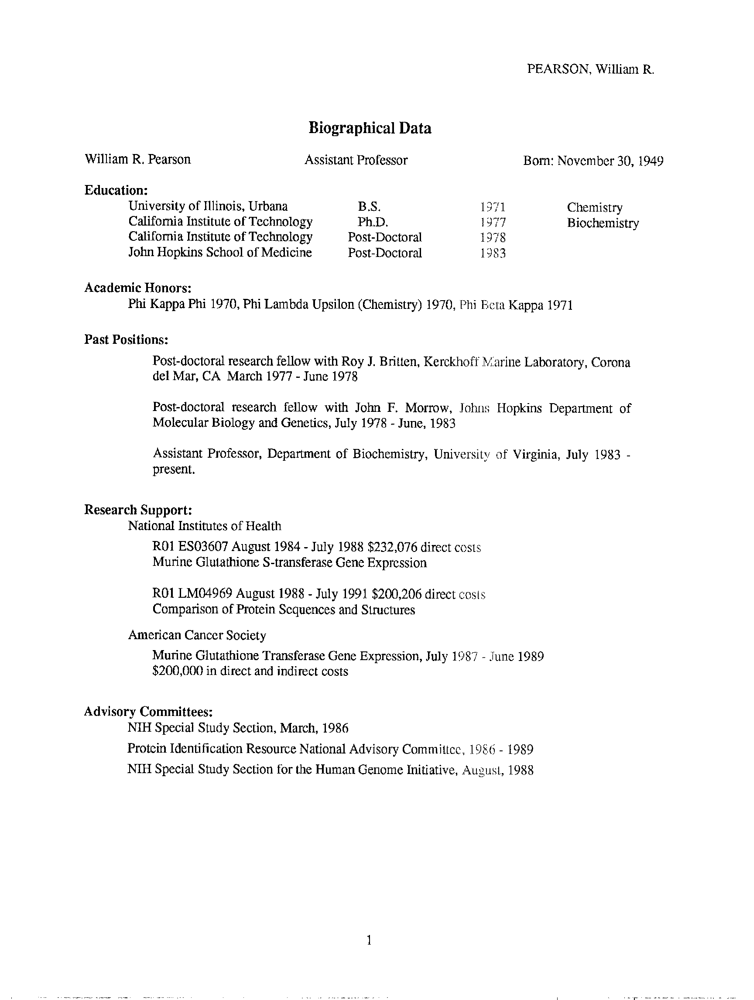 PEARSON, William R.
Biographical Data
William R. Pearson Assistant Professor Born: November 30, 1949
Education:
University of Illinois, Urbana B.S. 1971 Chemistry
California Institute of Technology Ph.D. 1977 Biochemistry
California Institute of Technology Post-Doctoral 1978
John Hopkins School of Medicine Post-Doctoral 1983
Academic Honors:
Phi Kappa Phi 1970, Phi Lambda Upsilon (Chemistry) 1970, Phi Beta Kappa 1971
Past Positions:
Post-doctoral research fellow with Roy J. Britten, Kerckhoff Marine Laboratory, Corona
del Mar, CA March 1977 - June 1978
Post-doctoral research fellow with John F. Morrow, Johns Hopkins Department of
Molecular Biology and Genetics, July 1978 - June, 1983
Assistant Professor, Department of Biochemistry, University of Virginia, July 1983 -
present.
Research Support:
National Institutes of Health
R01 ES03607 August 1984 - July 1988 $232,076 direct costs
Murine Glutathione S-transferase Gene Expression
R01 LM04969 August 1988 - July 1991 $200,206 direct costs
Comparison of Protein Sequences and Structures
American Cancer Society
Murine Glutathione Transferase Gene Expression, July 1987 - June 1989
$200,000 in direct and indirect costs
Advisory Committees:
NIH Special Study Section, March, 1986
Protein Identification Resource National Advisory Committee, 1986 - 1989
NIH Special Study Section for the Human Genome Initiative, August, 1988
1